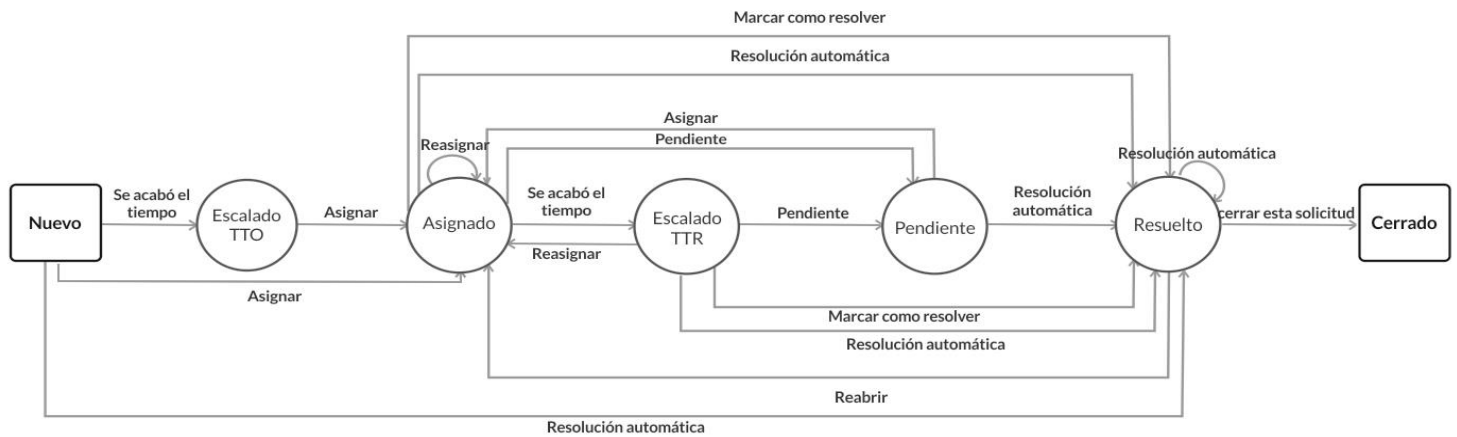 Marcar como resolver
Resolución automática
Asignar
Reasignar
Pendiente
Resolución automática
Se acabó el
tiempo
Se acabó el
tiempo
Resolución
automática
Nuevo
Escalado
TTO
Asignar
Asignado
Escalado
TTR
Pendiente
Pendiente
Resuelto
cerrar esta solicitud
Cerrado
Reasignar
Asignar
Marcar como resolver
Resolución automática
Reabrir
Resolución automática